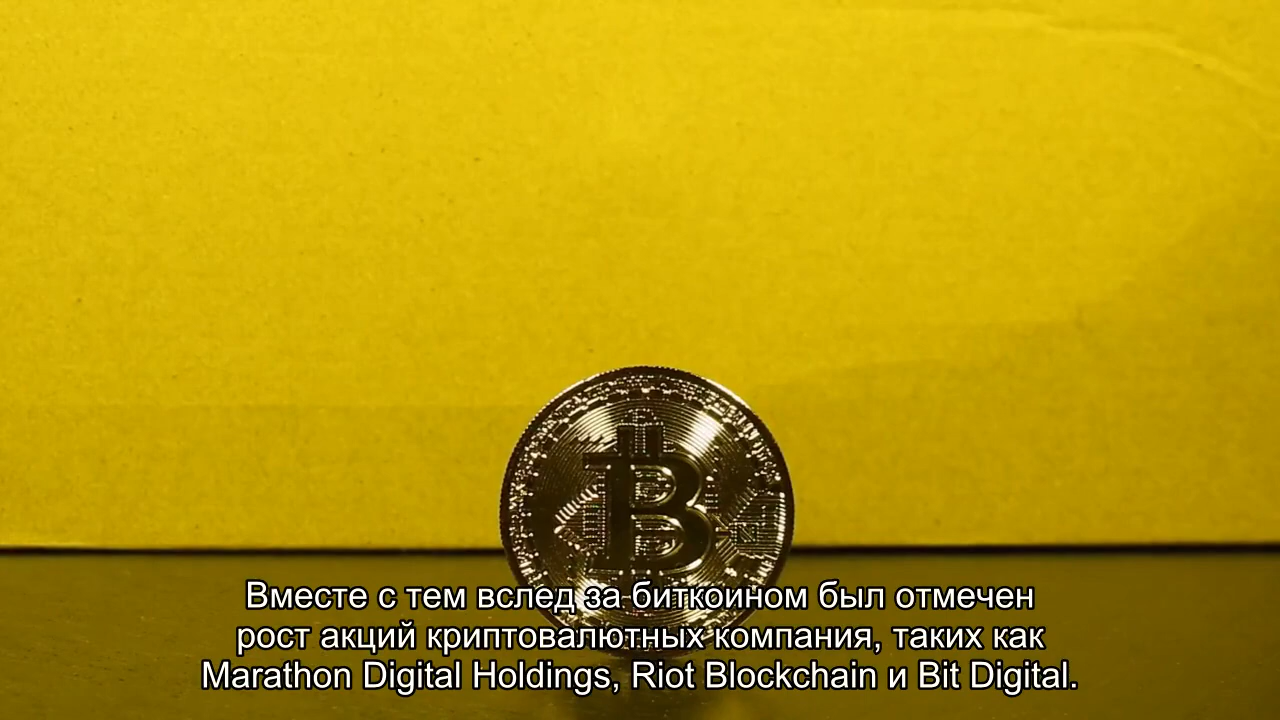 Вместе с тем вслед за биткоином был отмечен
рост акций криптовалютных компания, таких как
Marathon Digital Holdings, Riot Blockchain и Bit Digital.